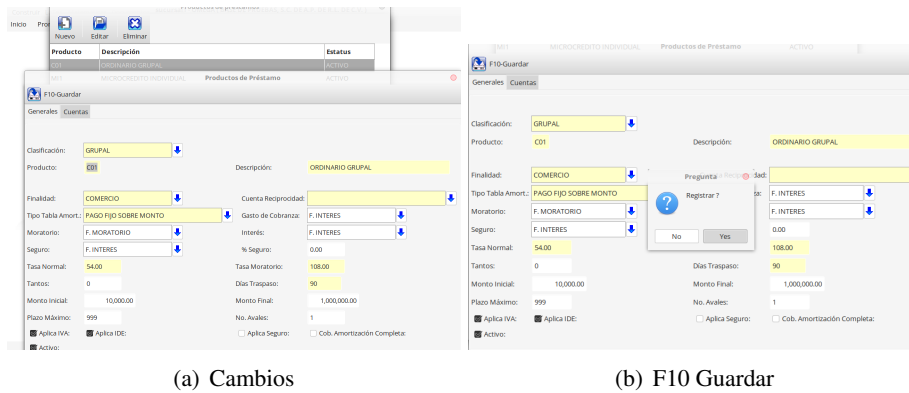 Productos de préstamos
Inicio
Nuevo Editar Eliminar
Producto Descripción Estatus
C01 ORDINARIO GRUPAL ACTIVO
M01 MICROCREDITO INDIVIDUAL Productos de Préstamo ACTIVO
F10-Guardar
Generales Cuentas
Clasificación: GRUPAL
Producto: C01 Descripción: ORDINARIO GRUPAL
Finalidad: COMERCIO Cuenta Reciprocidad:
Tipo Tabla Amort.: PAGO FIJO SOBRE MONTO Gasto de Cobranza: F. INTERES
Moratorio: F. MORATORIO Interés: F. INTERES
Seguro: F. INTERES % Seguro: 0.00
Tasa Normal: 54.00 Tasa Moratorio: 108.00
Tantos: 0 Días Traspaso: 90
Monto Inicial: 10,000.00 Monto Final: 1,000,000.00
Plazo Máximo: 999 No. Avales: 1
Aplica IVA: Aplica IDE: Aplica Seguro: Cob. Amortización Completa:
Activo:
(a) Cambios
M01 MICROCREDITO INDIVIDUAL Productos de Préstamo ACTIVO
F10-Guardar
Generales Cuentas
Clasificación: GRUPAL
Producto: C01 Descripción: ORDINARIO GRUPAL
Finalidad: COMERCIO
Tipo Tabla Amort.: PAGO FIJO SOBRE MONTO F. INTERES
Moratorio: F. MORATORIO F. INTERES
Seguro: F. INTERES 0.00
Pregunta
Registrar ?
No Yes
Tasa Normal: 54.00 108.00
Tantos: 0 Días Traspaso: 90
Monto Inicial: 10,000.00 Monto Final: 1,000,000.00
Plazo Máximo: 999 No. Avales: 1
Aplica IVA: Aplica IDE: Aplica Seguro: Cob. Amortización Completa:
Activo:
(b) F10 Guardar